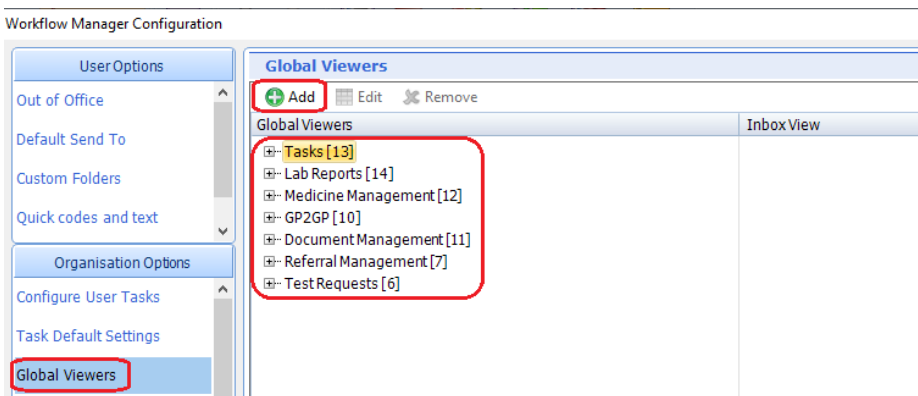 Workflow Manager Configuration
User Options
Out of Office
Default Send To
Custom Folders
Quick codes and text
Organisation Options
Configure User Tasks
Task Default Settings
Global Viewers
Global Viewers
Add Edit Remove
Global Viewers Inbox View
Tasks [13]
Lab Reports [14]
Medicine Management [12]
GP2GP [10]
Document Management [11]
Referral Management [7]
Test Requests [6]